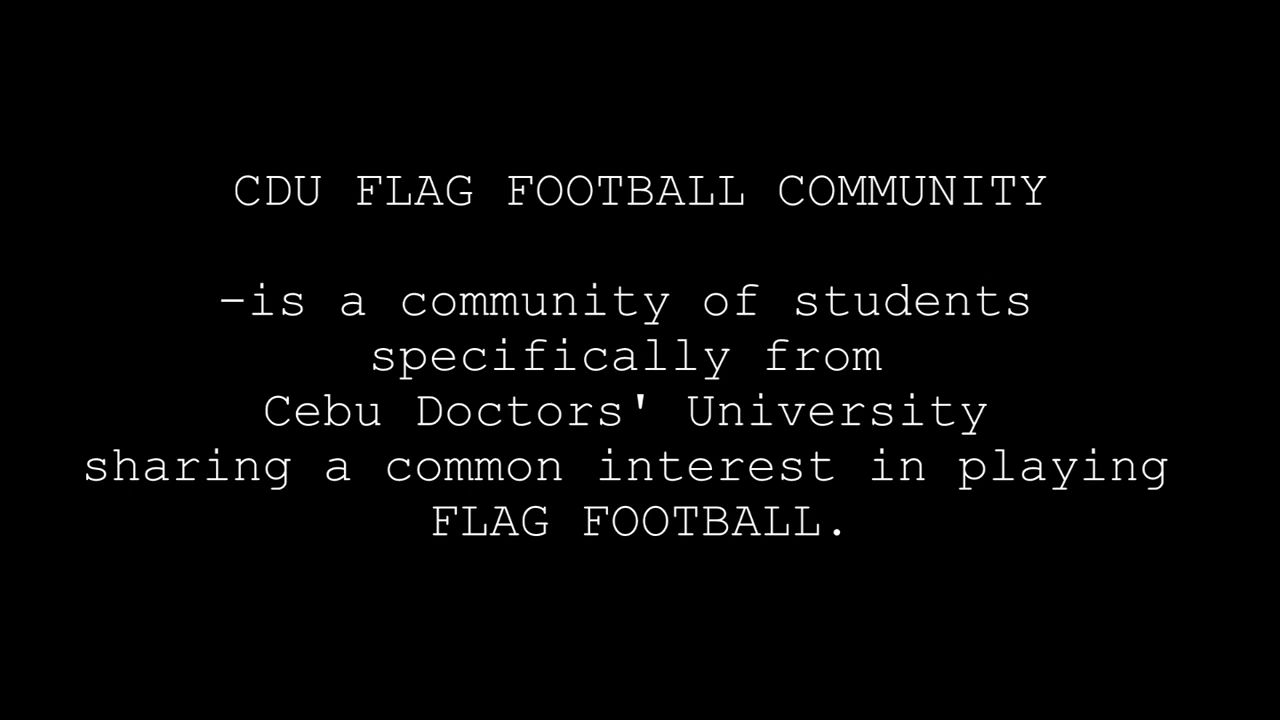 CDU FLAG FOOTBALL COMMUNITY
-is a community of students
specifically from
Cebu Doctors' University
sharing a common interest in playing
FLAG FOOTBALL.